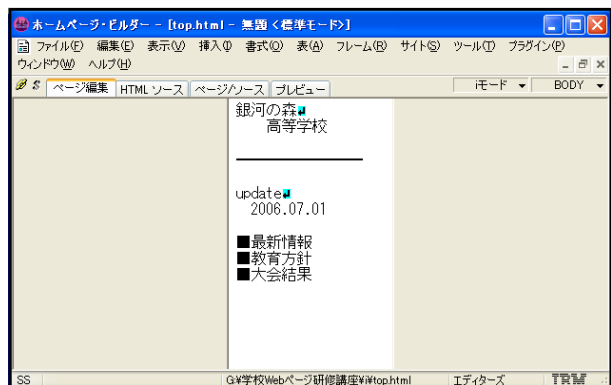 ホームページ・ビルダー - [top.html - 無題 <標準モード>]
ファイル(F) 編集(E) 表示(V) 挿入(I) 書式(O) 表(A) フレーム(R) サイト(S) ツール(T) プラグイン(P)
ウィンドウ(W) ヘルプ(H)
S ページ編集 HTML ソース ページ/ソース プレビュー iモード BODY
銀河の森
高等学校
update
2006.07.01
■最新情報
■教育方針
■大会結果
SS G:¥学校Webページ研修講座¥i¥top.html エディターズ IBM